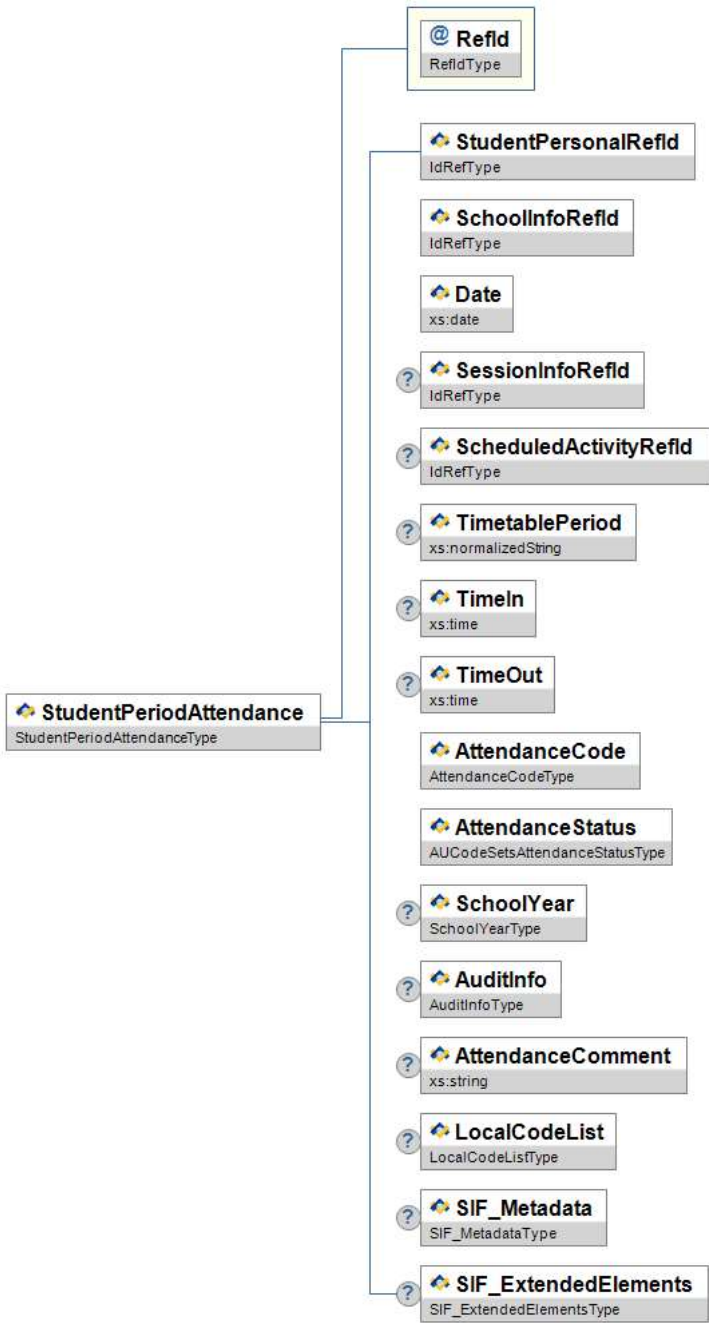 @ RefId
RefIdType
StudentPersonalRefId
IdRefType
SchoolInfoRefId
IdRefType
Date
xs:date
? SessionInfoRefId
IdRefType
? ScheduledActivityRefId
IdRefType
? TimetablePeriod
xs:normalizedString
? TimeIn
xs:time
? TimeOut
xs:time
StudentPeriodAttendance
StudentPeriodAttendanceType
AttendanceCode
AttendanceCodeType
AttendanceStatus
AUCodeSetsAttendanceStatusType
? SchoolYear
SchoolYearType
? AuditInfo
AuditInfoType
? AttendanceComment
xs:string
? LocalCodeList
LocalCodeListType
? SIF_Metadata
SIF_MetadataType
? SIF_ExtendedElements
SIF_ExtendedElementsType